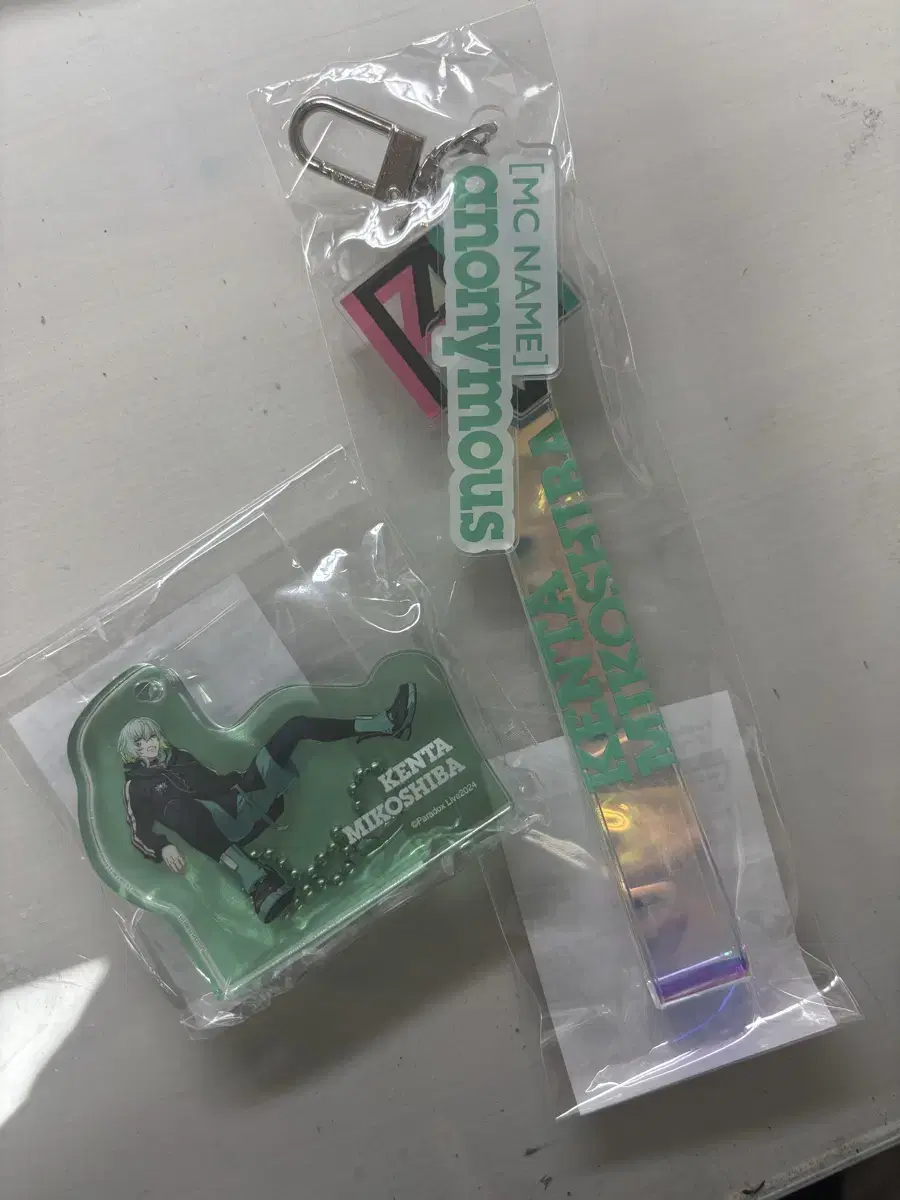 [MC NAME]
anonymous
KENTA
MIKOSHIBA
KENTA
MIKOSHIBA
©Paradox Live2024